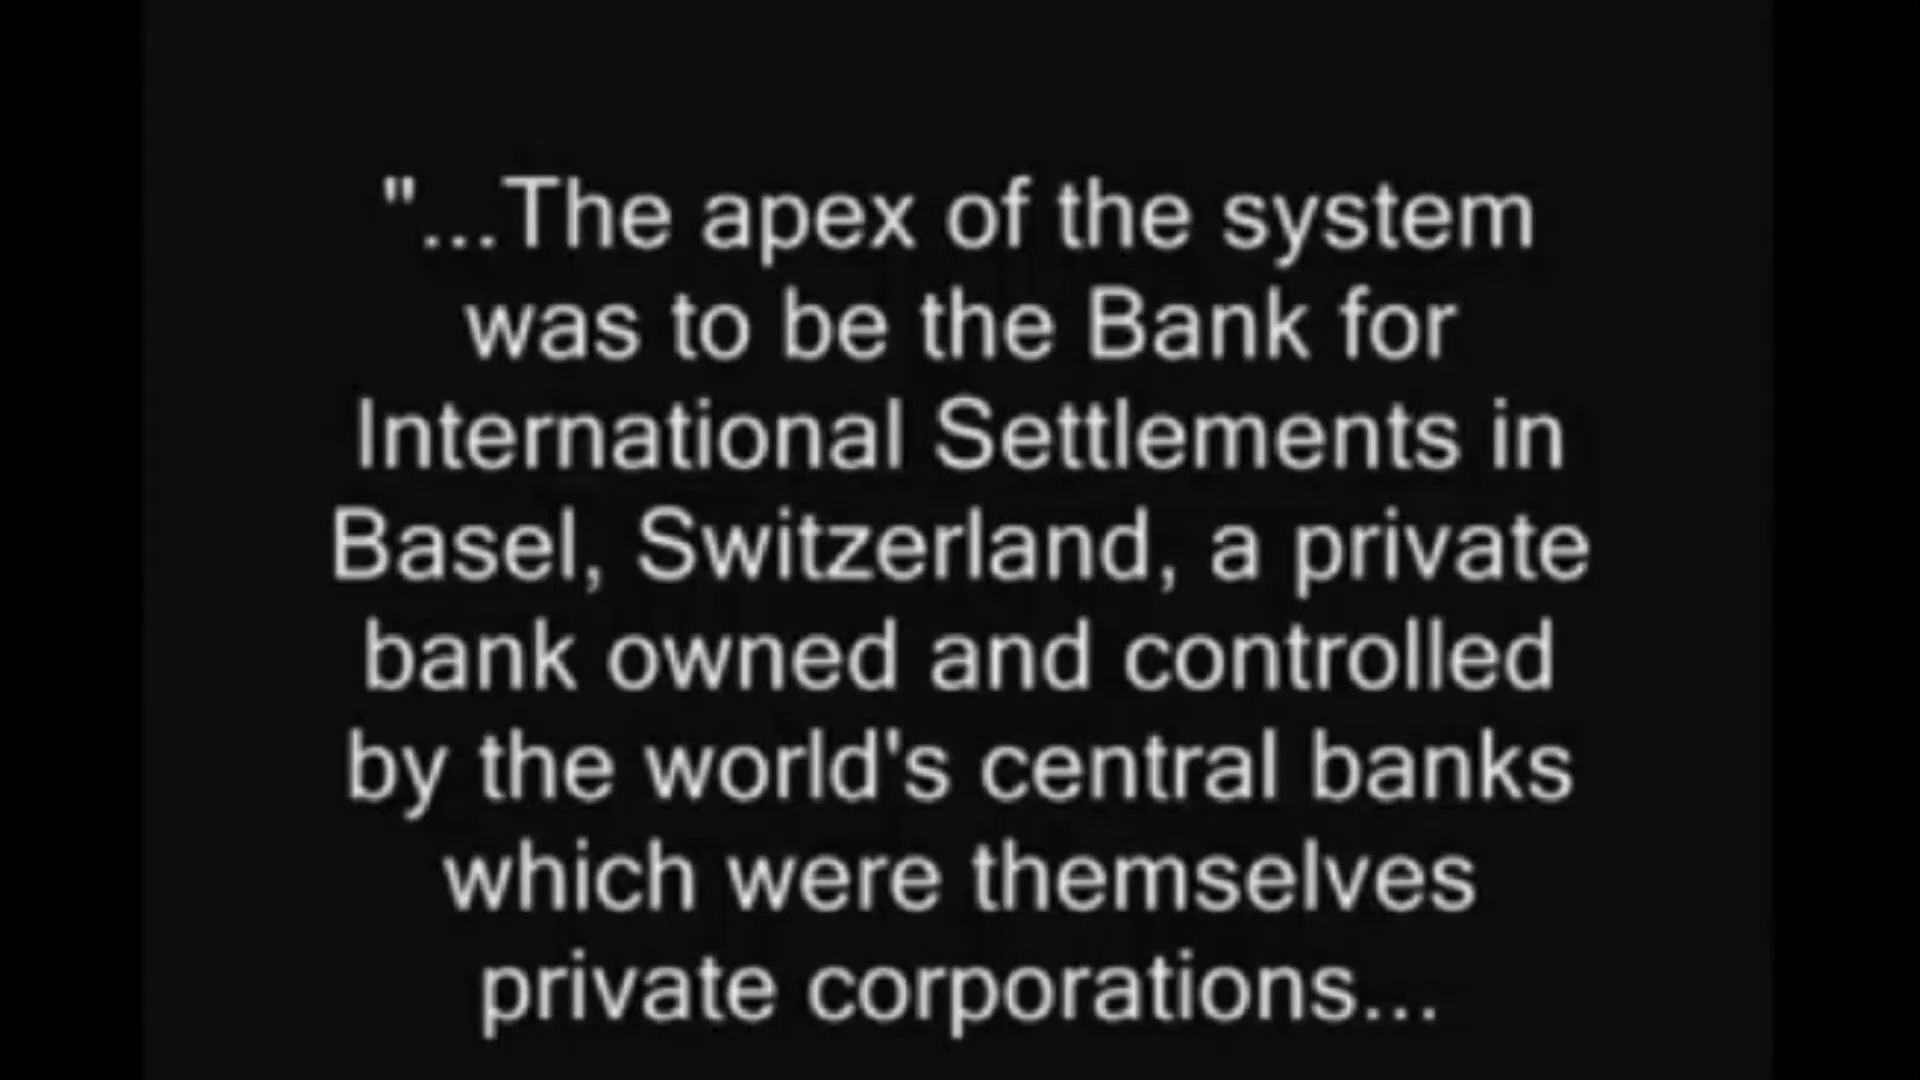 "...The apex of the system
was to be the Bank for
International Settlements in
Basel, Switzerland, a private
bank owned and controlled
by the world's central banks
which were themselves
private corporations...